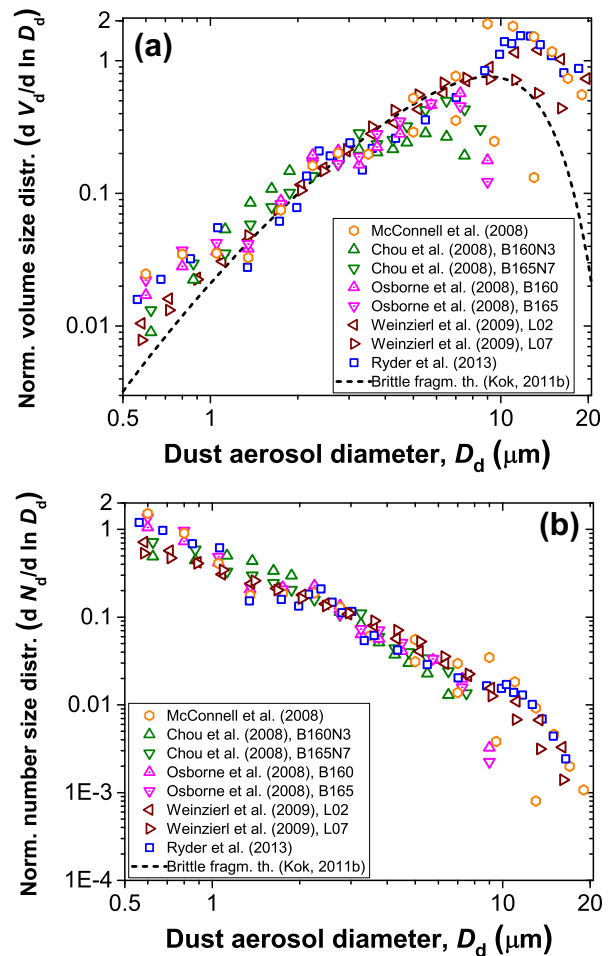 (a)
Norm. volume size distr. (d Vd/d ln Dd)
2
1
0.1
0.01
McConnell et al. (2008)
Chou et al. (2008), B160N3
Chou et al. (2008), B165N7
Osborne et al. (2008), B160
Osborne et al. (2008), B165
Weinzierl et al. (2009), L02
Weinzierl et al. (2009), L07
Ryder et al. (2013)
Brittle fragm. th. (Kok, 2011b)
0.5 1 10 20
Dust aerosol diameter, Dd (μm)
(b)
Norm. number size distr. (d Nd/d ln Dd)
2
1
0.1
0.01
1E-3
1E-4
McConnell et al. (2008)
Chou et al. (2008), B160N3
Chou et al. (2008), B165N7
Osborne et al. (2008), B160
Osborne et al. (2008), B165
Weinzierl et al. (2009), L02
Weinzierl et al. (2009), L07
Ryder et al. (2013)
Brittle fragm. th. (Kok, 2011b)
0.5 1 10 20
Dust aerosol diameter, Dd (μm)